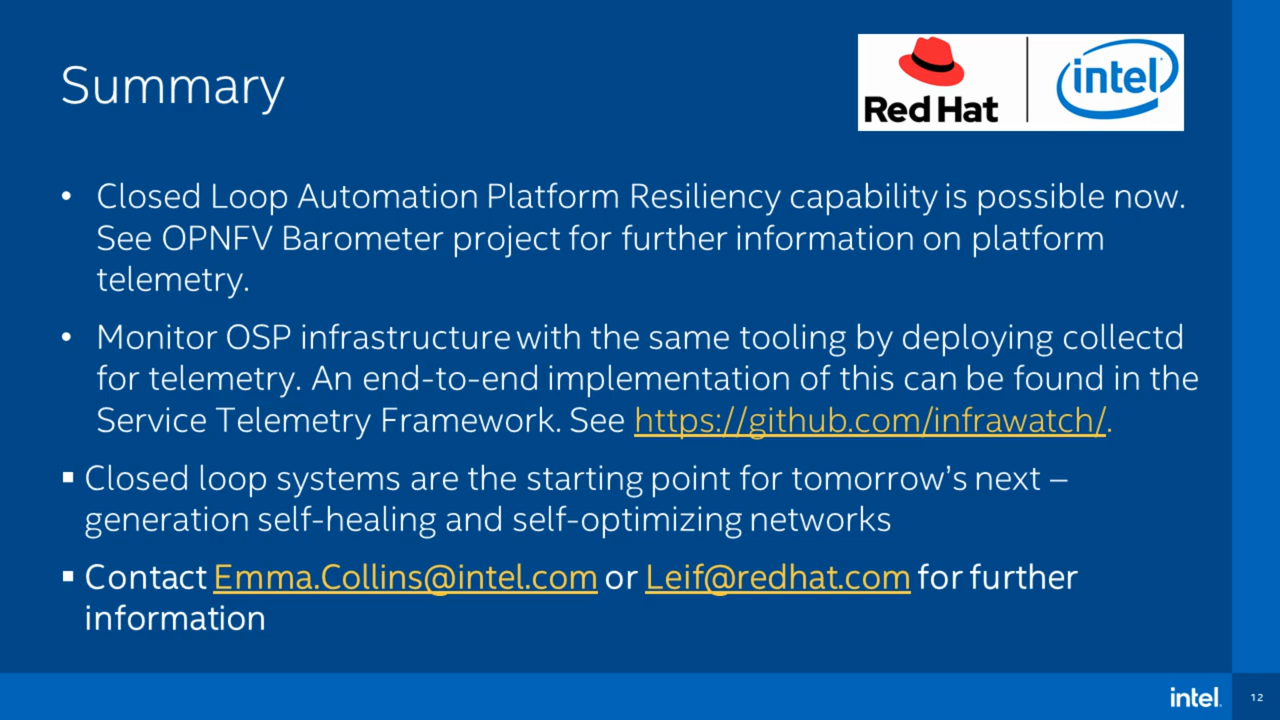 Summary
Red Hat
intel
• Closed Loop Automation Platform Resiliency capability is possible now.
See OPNFV Barometer project for further information on platform
telemetry.
• Monitor OSP infrastructure with the same tooling by deploying collectd
for telemetry. An end-to-end implementation of this can be found in the
Service Telemetry Framework. See https://github.com/infrawatch/.
▪ Closed loop systems are the starting point for tomorrow’s next –
generation self-healing and self-optimizing networks
▪ Contact Emma.Collins@intel.com or Leif@redhat.com for further
information
intel.
12